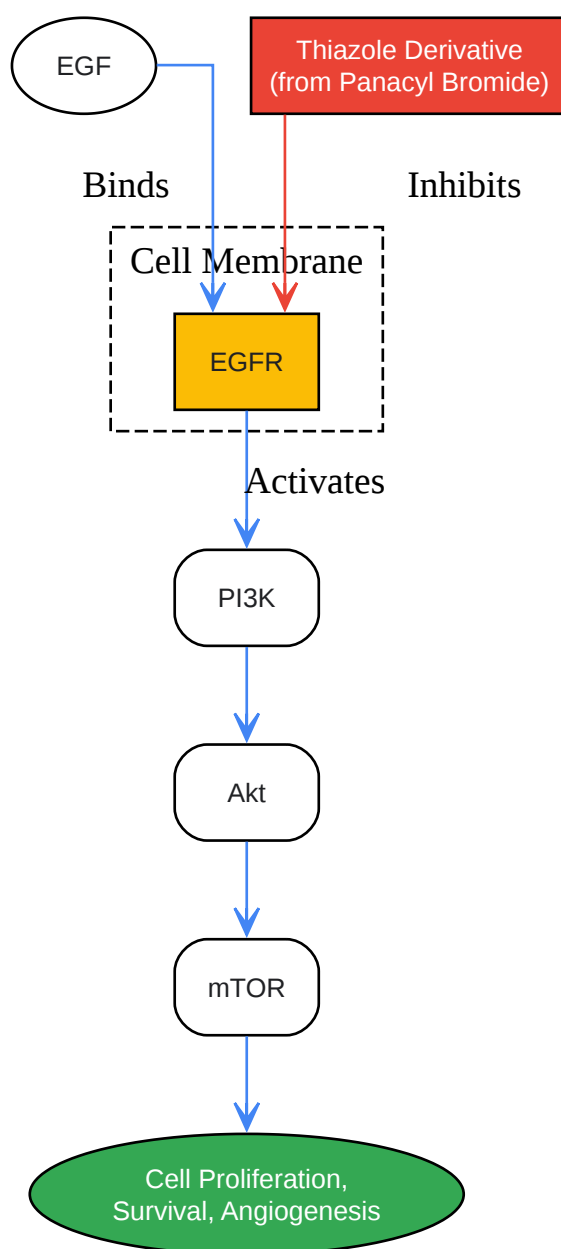 EGF
Thiazole Derivative
(from Panacyl Bromide)
Binds
Inhibits
Cell Membrane
EGFR
Activates
PI3K
Akt
mTOR
Cell Proliferation,
Survival, Angiogenesis